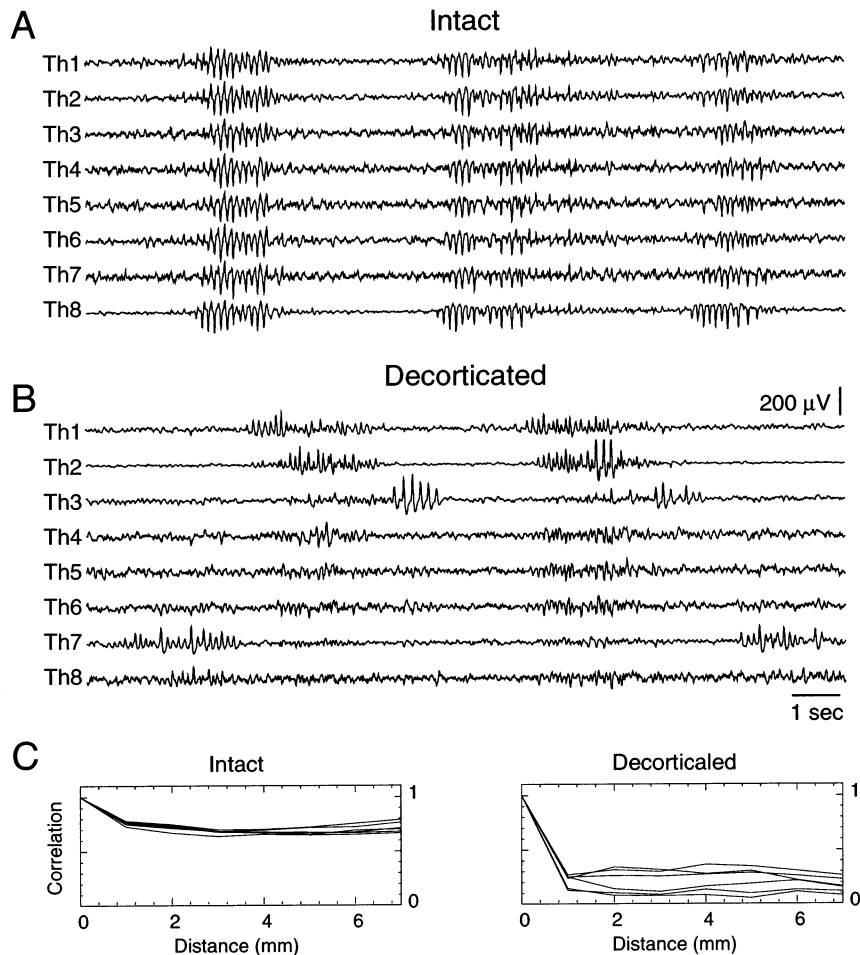 A
Intact
Th1
Th2
Th3
Th4
Th5
Th6
Th7
Th8
Decorticated
B
200 μV
Th1
Th2
Th3
Th4
Th5
Th6
Th7
Th8
1 sec
C
Intact
Decorticaled
Correlation
1
0
0 2 4 6
Distance (mm)
1
0
0 2 4 6
Distance (mm)